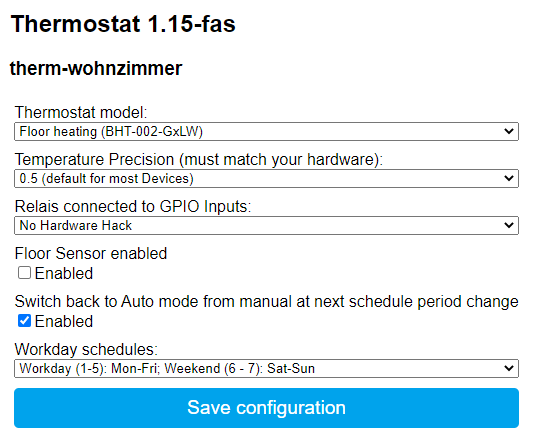 Thermostat 1.15-fas
therm-wohnzimmer
Thermostat model:
Floor heating (BHT-002-GxLW)
Temperature Precision (must match your hardware):
0.5 (default for most Devices)
Relais connected to GPIO Inputs:
No Hardware Hack
Floor Sensor enabled
Enabled
Switch back to Auto mode from manual at next schedule period change
Enabled
Workday schedules:
Workday (1-5): Mon-Fri; Weekend (6 - 7): Sat-Sun
Save configuration